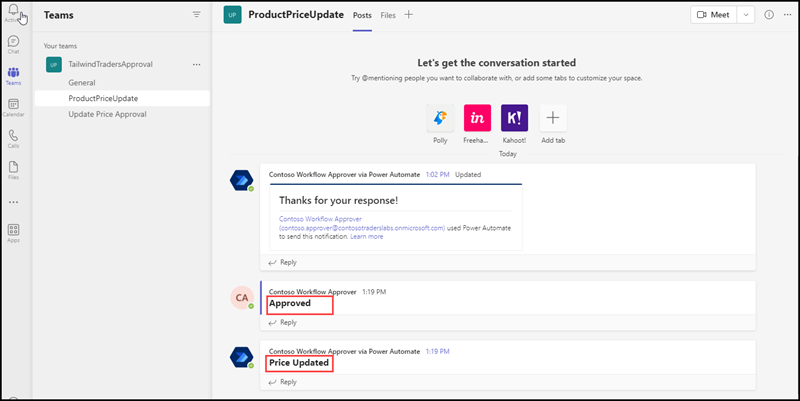 Activity
Chat
Teams
Calendar
Calls
Files
...
Apps
Teams
Your teams
UP TailwindTradersApproval ...
General
ProductPriceUpdate
Update Price Approval
UP ProductPriceUpdate Posts Files + Meet ...
Let's get the conversation started
Try @mentioning people you want to collaborate with, or add some tabs to customize your space.
in K!
Polly Freeha... Kahoot! Add tab
Today
Contoso Workflow Approver via Power Automate 1:02 PM Updated
Thanks for your response!
Contoso Workflow Approver
(contoso.approver@contosotraderslabs.onmicrosoft.com) used Power Automate
to send this notification. Learn more
Reply
CA Contoso Workflow Approver 1:19 PM
Approved
Reply
Contoso Workflow Approver via Power Automate 1:19 PM
Price Updated
Reply